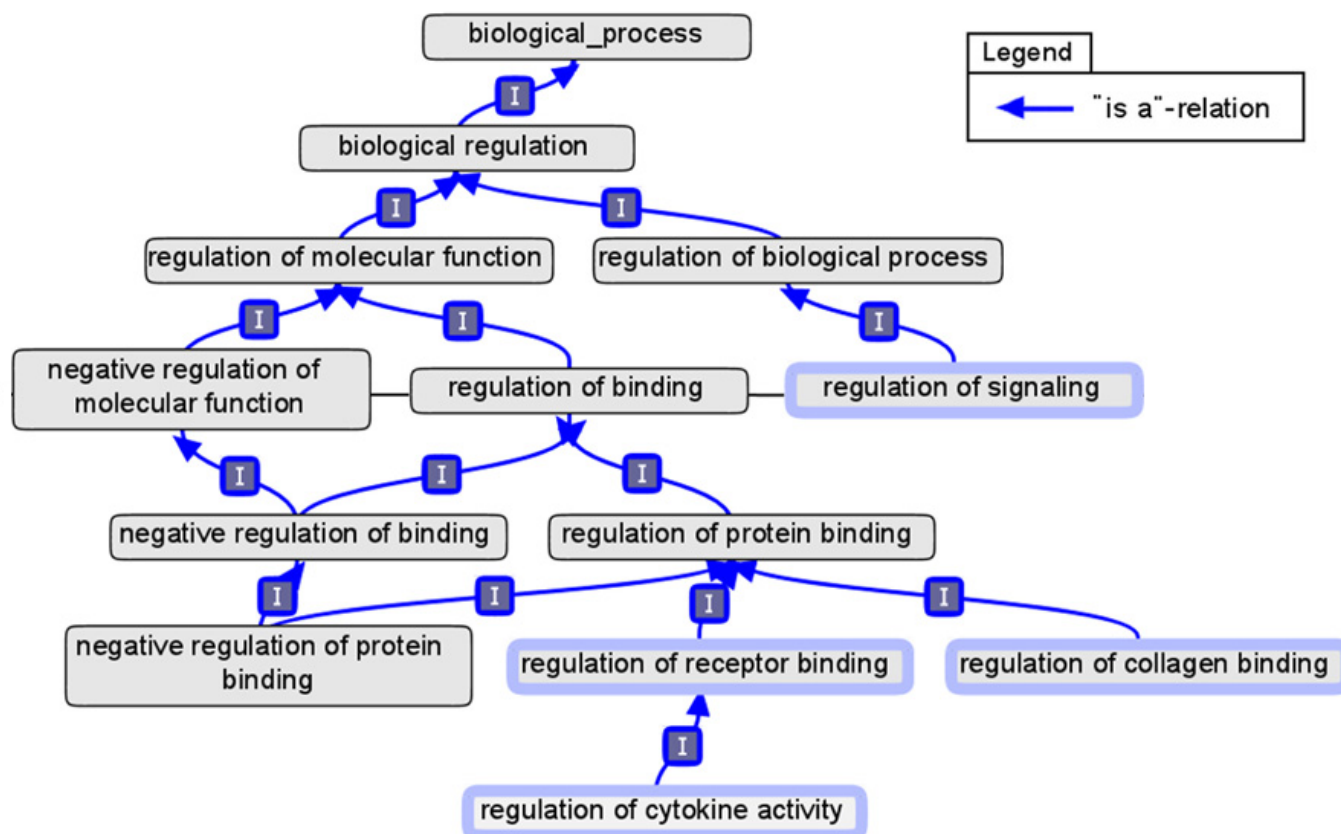 biological_process
Legend
I
"is a"-relation
biological regulation
I
I
regulation of molecular function
regulation of biological process
I
I
I
negative regulation of
molecular function
regulation of binding
regulation of signaling
I
I
I
negative regulation of binding
regulation of protein binding
I
I
I
I
negative regulation of protein
binding
regulation of receptor binding
regulation of collagen binding
I
regulation of cytokine activity